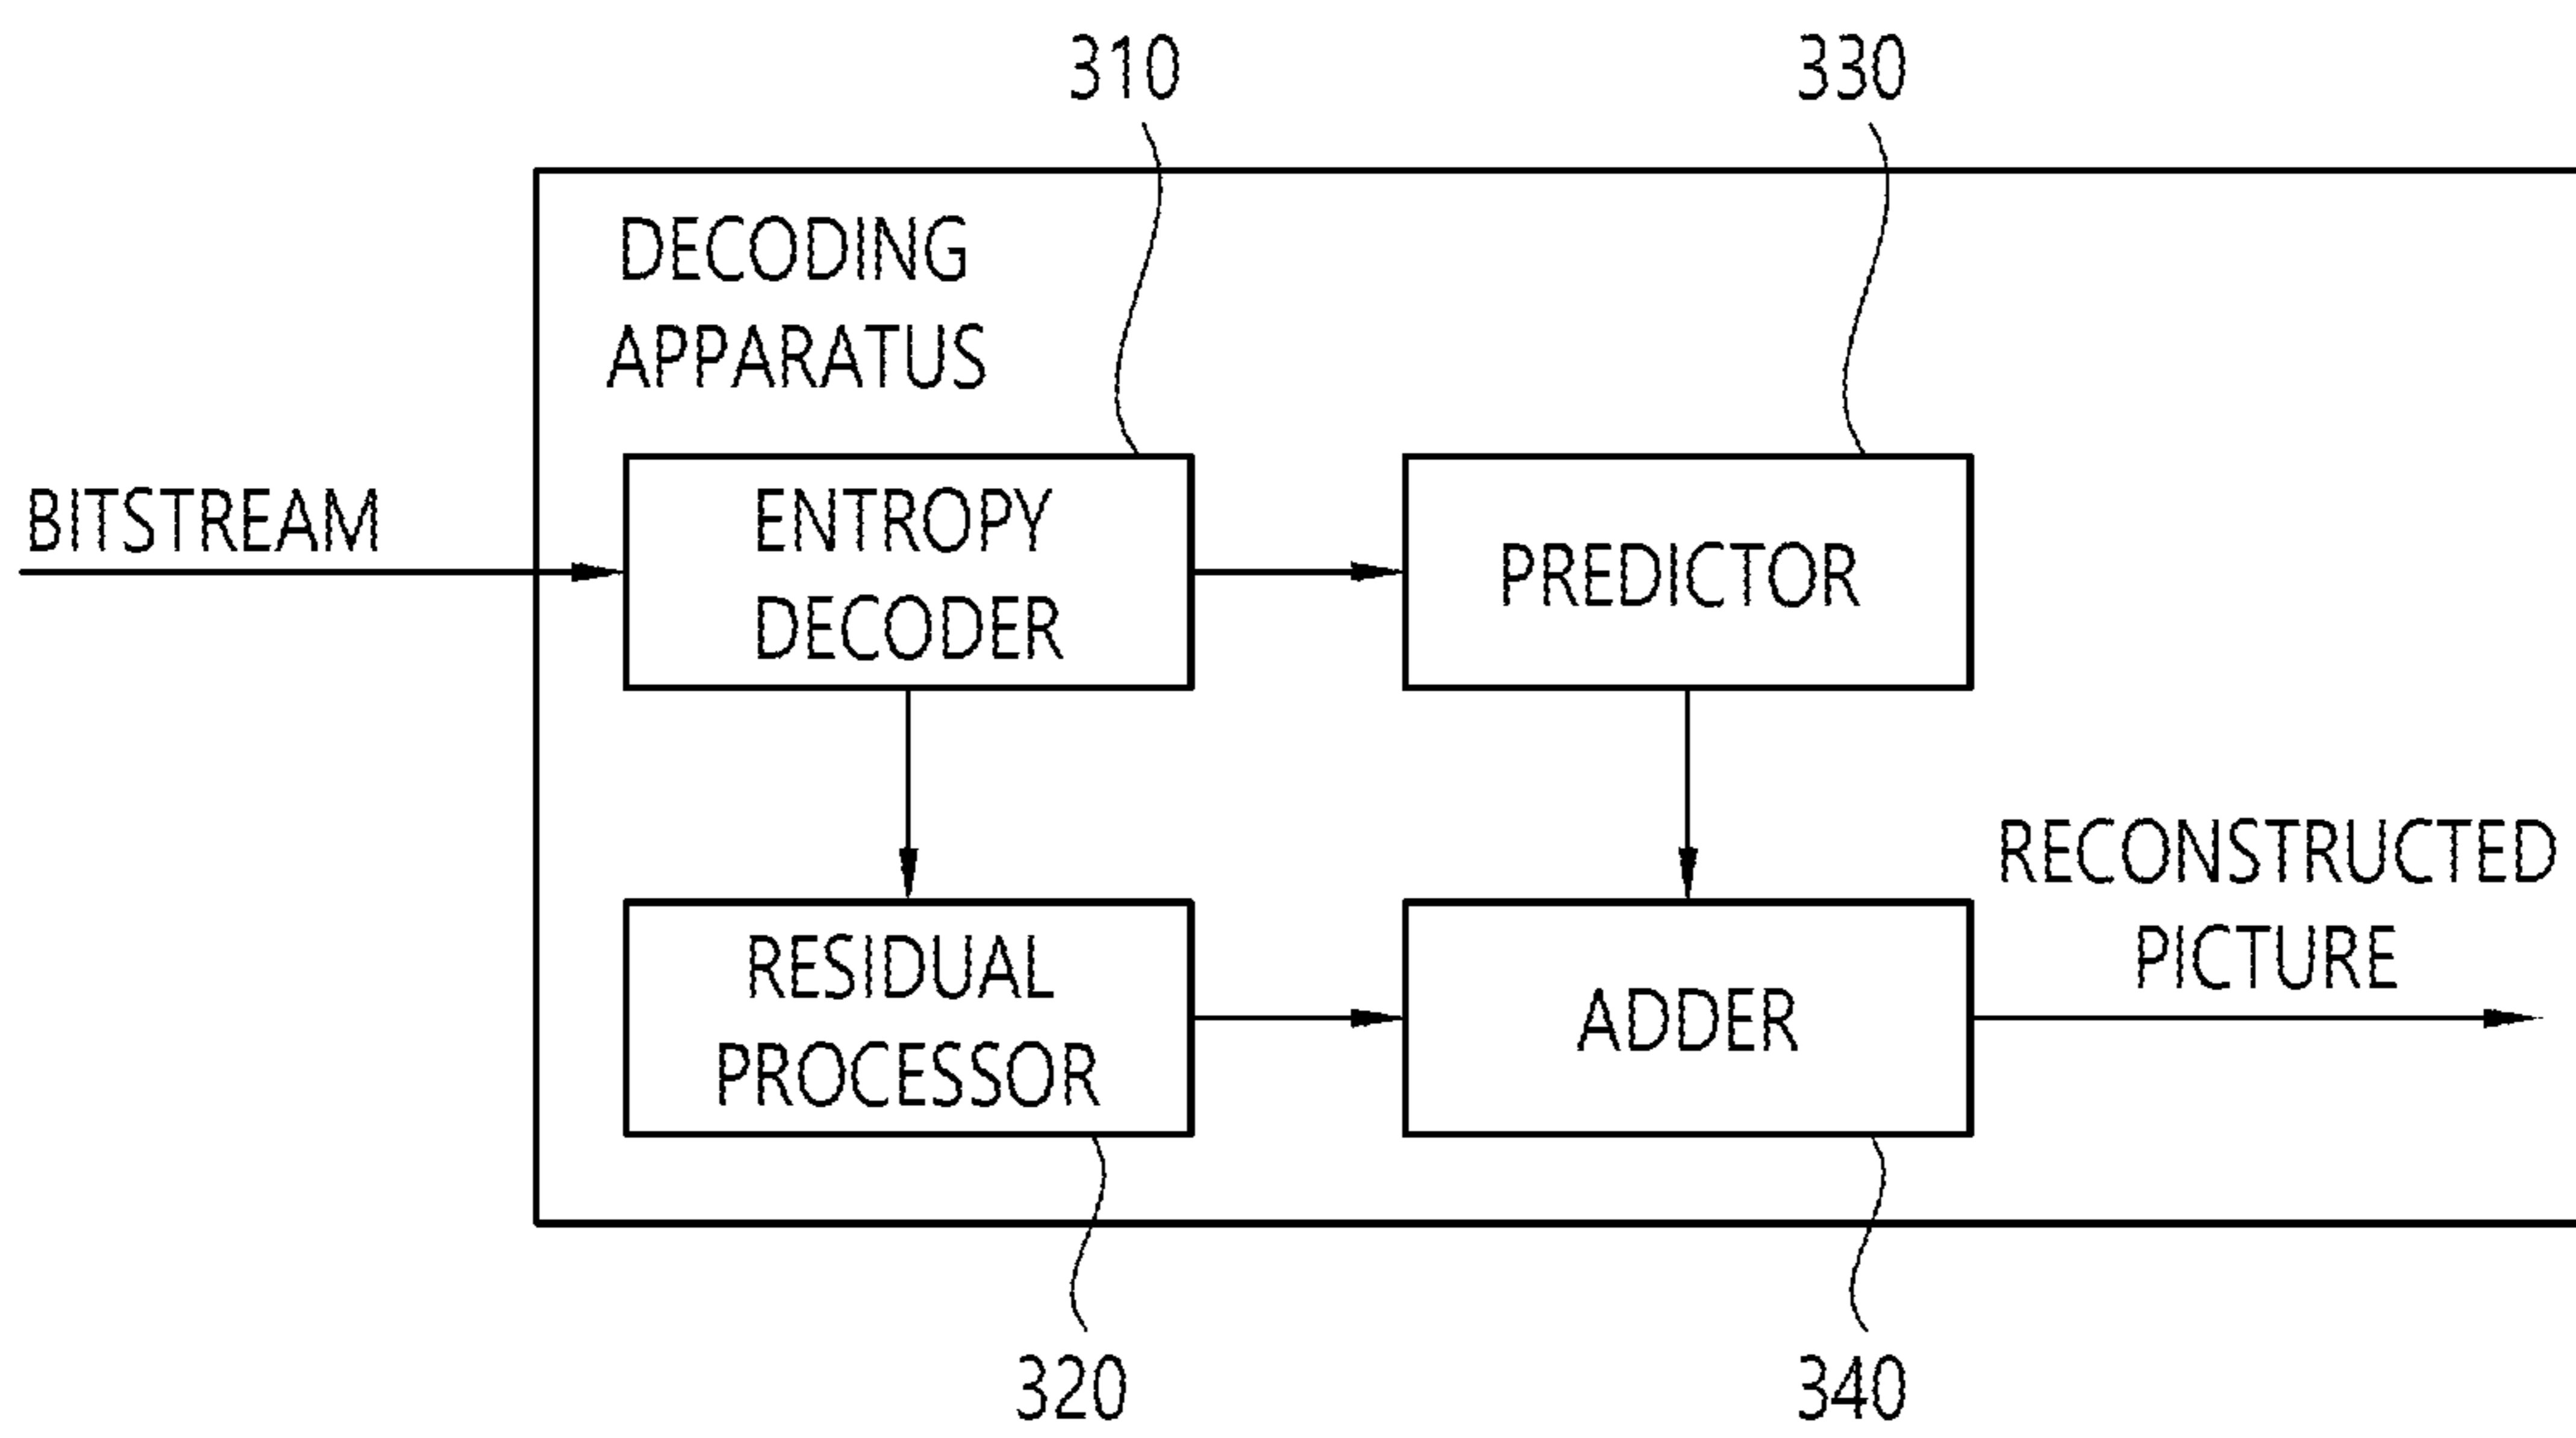 310
330
DECODING
APPARATUS
BITSTREAM
ENTROPY
DECODER
PREDICTOR
RECONSTRUCTED
PICTURE
RESIDUAL
PROCESSOR
ADDER
320
340